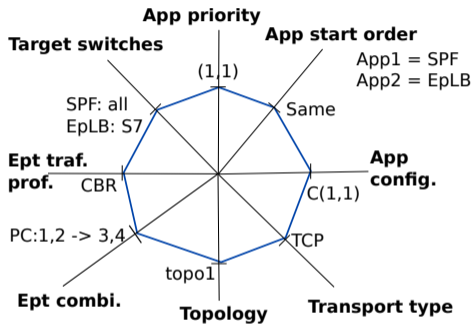 App priority
Target switches
App start order
App1 = SPF
App2 = EpLB
(1,1)
SPF: all
EpLB: S7
Same
Ept traf.
prof.
CBR
App
config.
C(1,1)
PC:1,2 -> 3,4
TCP
topo1
Ept combi.
Topology
Transport type